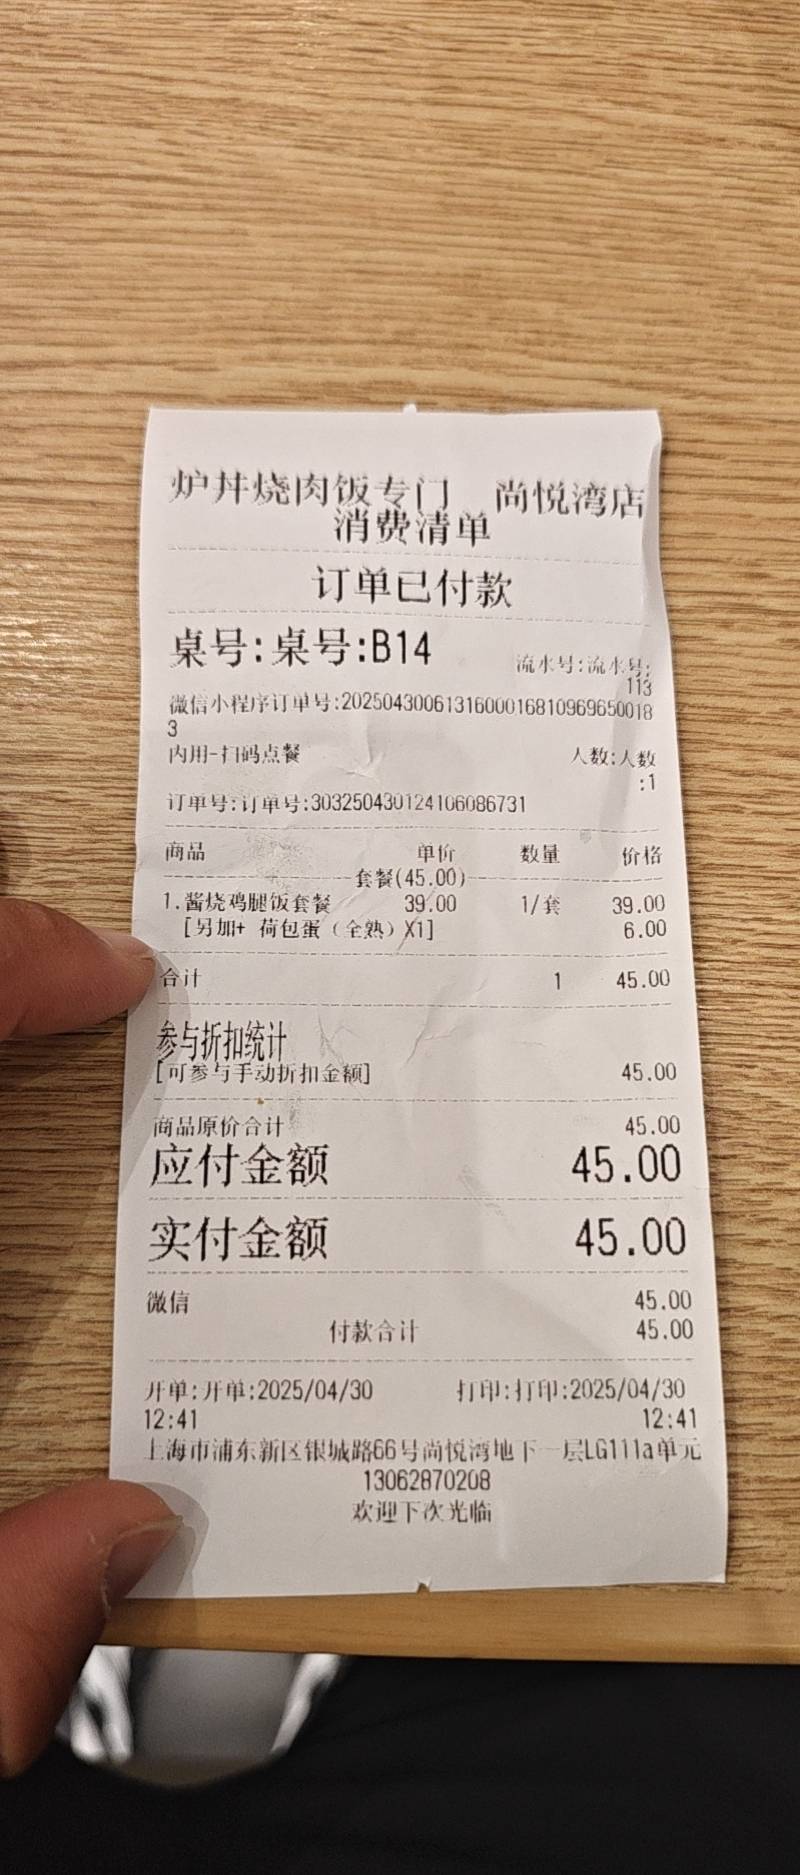 炉丼烧肉饭专门 尚悦湾店
消费清单
订单已付款
桌号:桌号:B14 流水号:流水号:
113
微信小程序订单号:2025043006131600016810969650018
3
内用-扫码点餐 人数:人数
:1
订单号:订单号:303250430124106086731
商品 单价 数量 价格
套餐(45.00)
1.酱烧鸡腿饭套餐 39.00 1/套 39.00
[另加+ 荷包蛋（全熟）X1] 6.00
合计 1 45.00
参与折扣统计
[可参与手动折扣金额] 45.00
商品原价合计 45.00
应付金额 45.00
实付金额 45.00
微信 45.00
付款合计 45.00
开单:开单:2025/04/30 打印:打印:2025/04/30
12:41 12:41
上海市浦东新区银城路66号尚悦湾地下一层LG111a单元
13062870208
欢迎下次光临